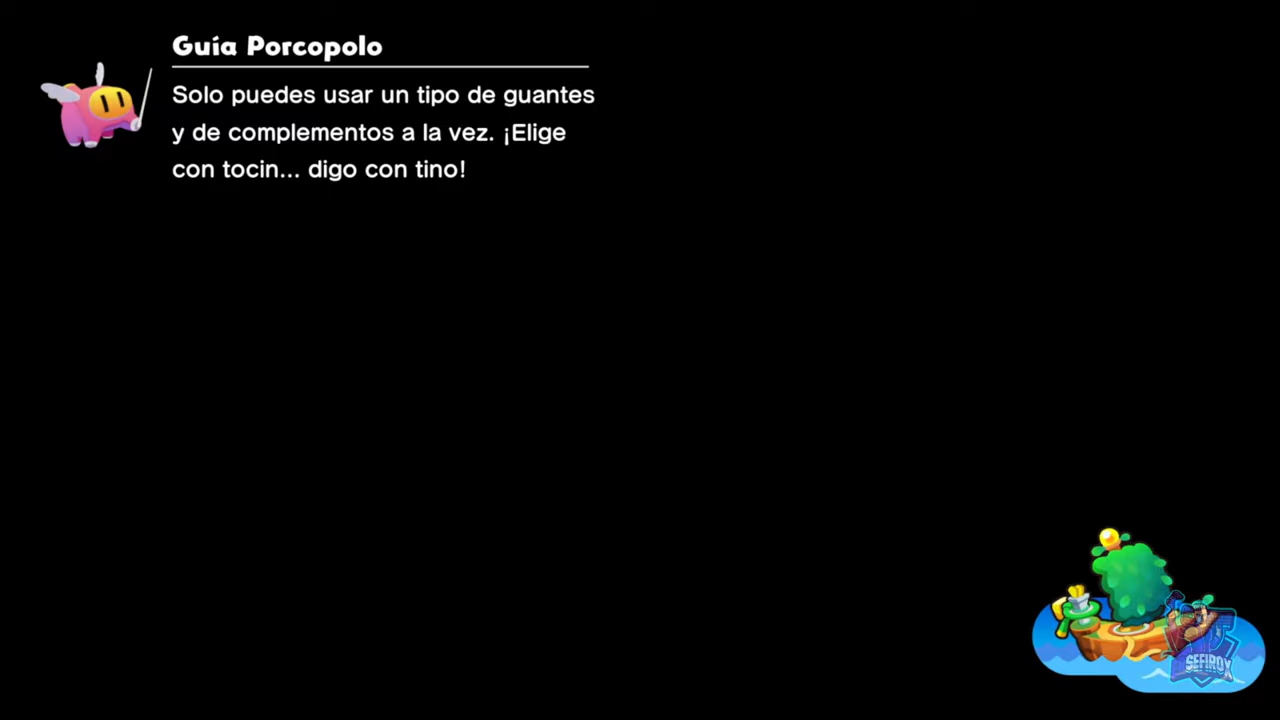 Guía Porcopolo
Solo puedes usar un tipo de guantes
y de complementos a la vez. ¡Elige
con tocin... digo con tino!
SEFIROX